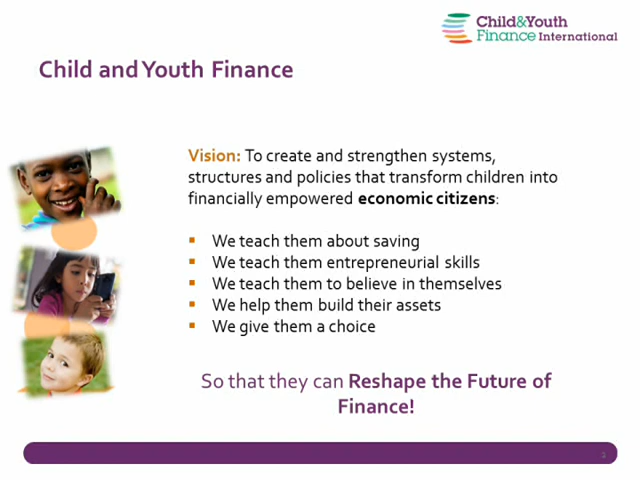 Child&Youth
Finance International
Child and Youth Finance
Vision: To create and strengthen systems,
structures and policies that transform children into
financially empowered economic citizens:
▪ We teach them about saving
▪ We teach them entrepreneurial skills
▪ We teach them to believe in themselves
▪ We help them build their assets
▪ We give them a choice
So that they can Reshape the Future of
Finance!